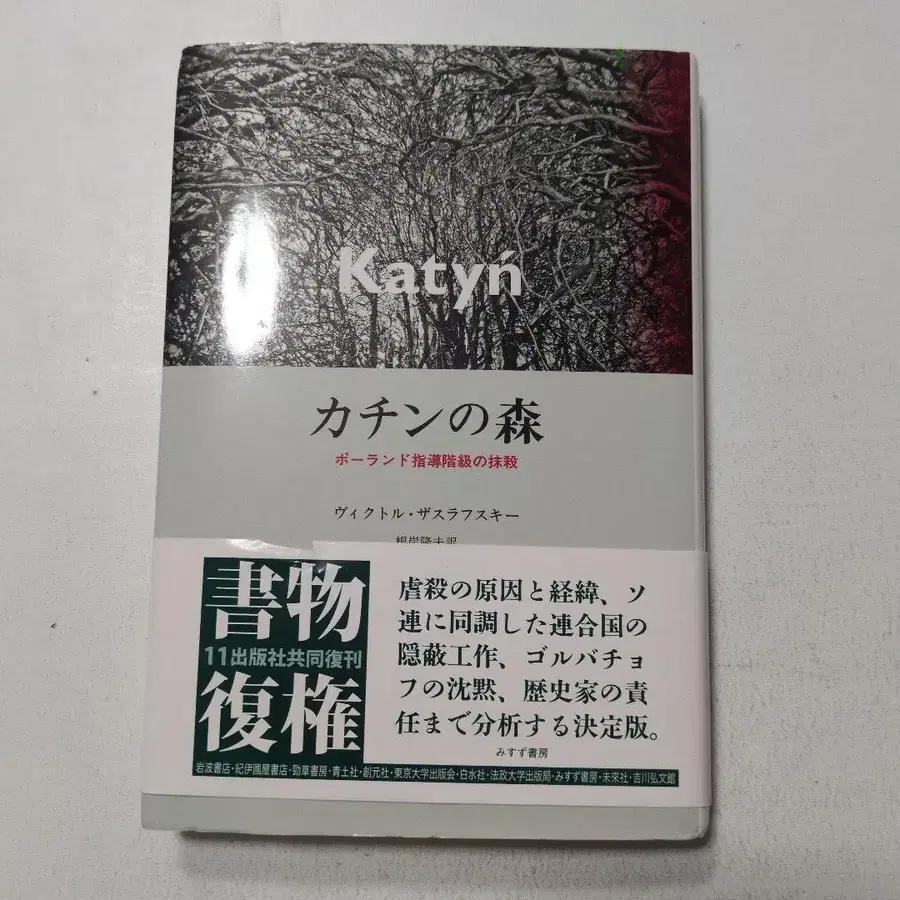 Katyń
カチンの森
ポーランド指導階級の抹殺
ヴィクトル・ザスラフスキー
根岸隆夫訳
書物
11出版社共同復刊
復権
虐殺の原因と経緯、ソ
連に同調した連合国の
隠蔽工作、ゴルバチョ
フの沈黙、歴史家の責
任まで分析する決定版。
みすず書房
岩波書店・紀伊國屋書店・勁草書房・青土社・創元社・東京大学出版会・白水社・法政大学出版局・みすず書房・未來社・吉川弘文館